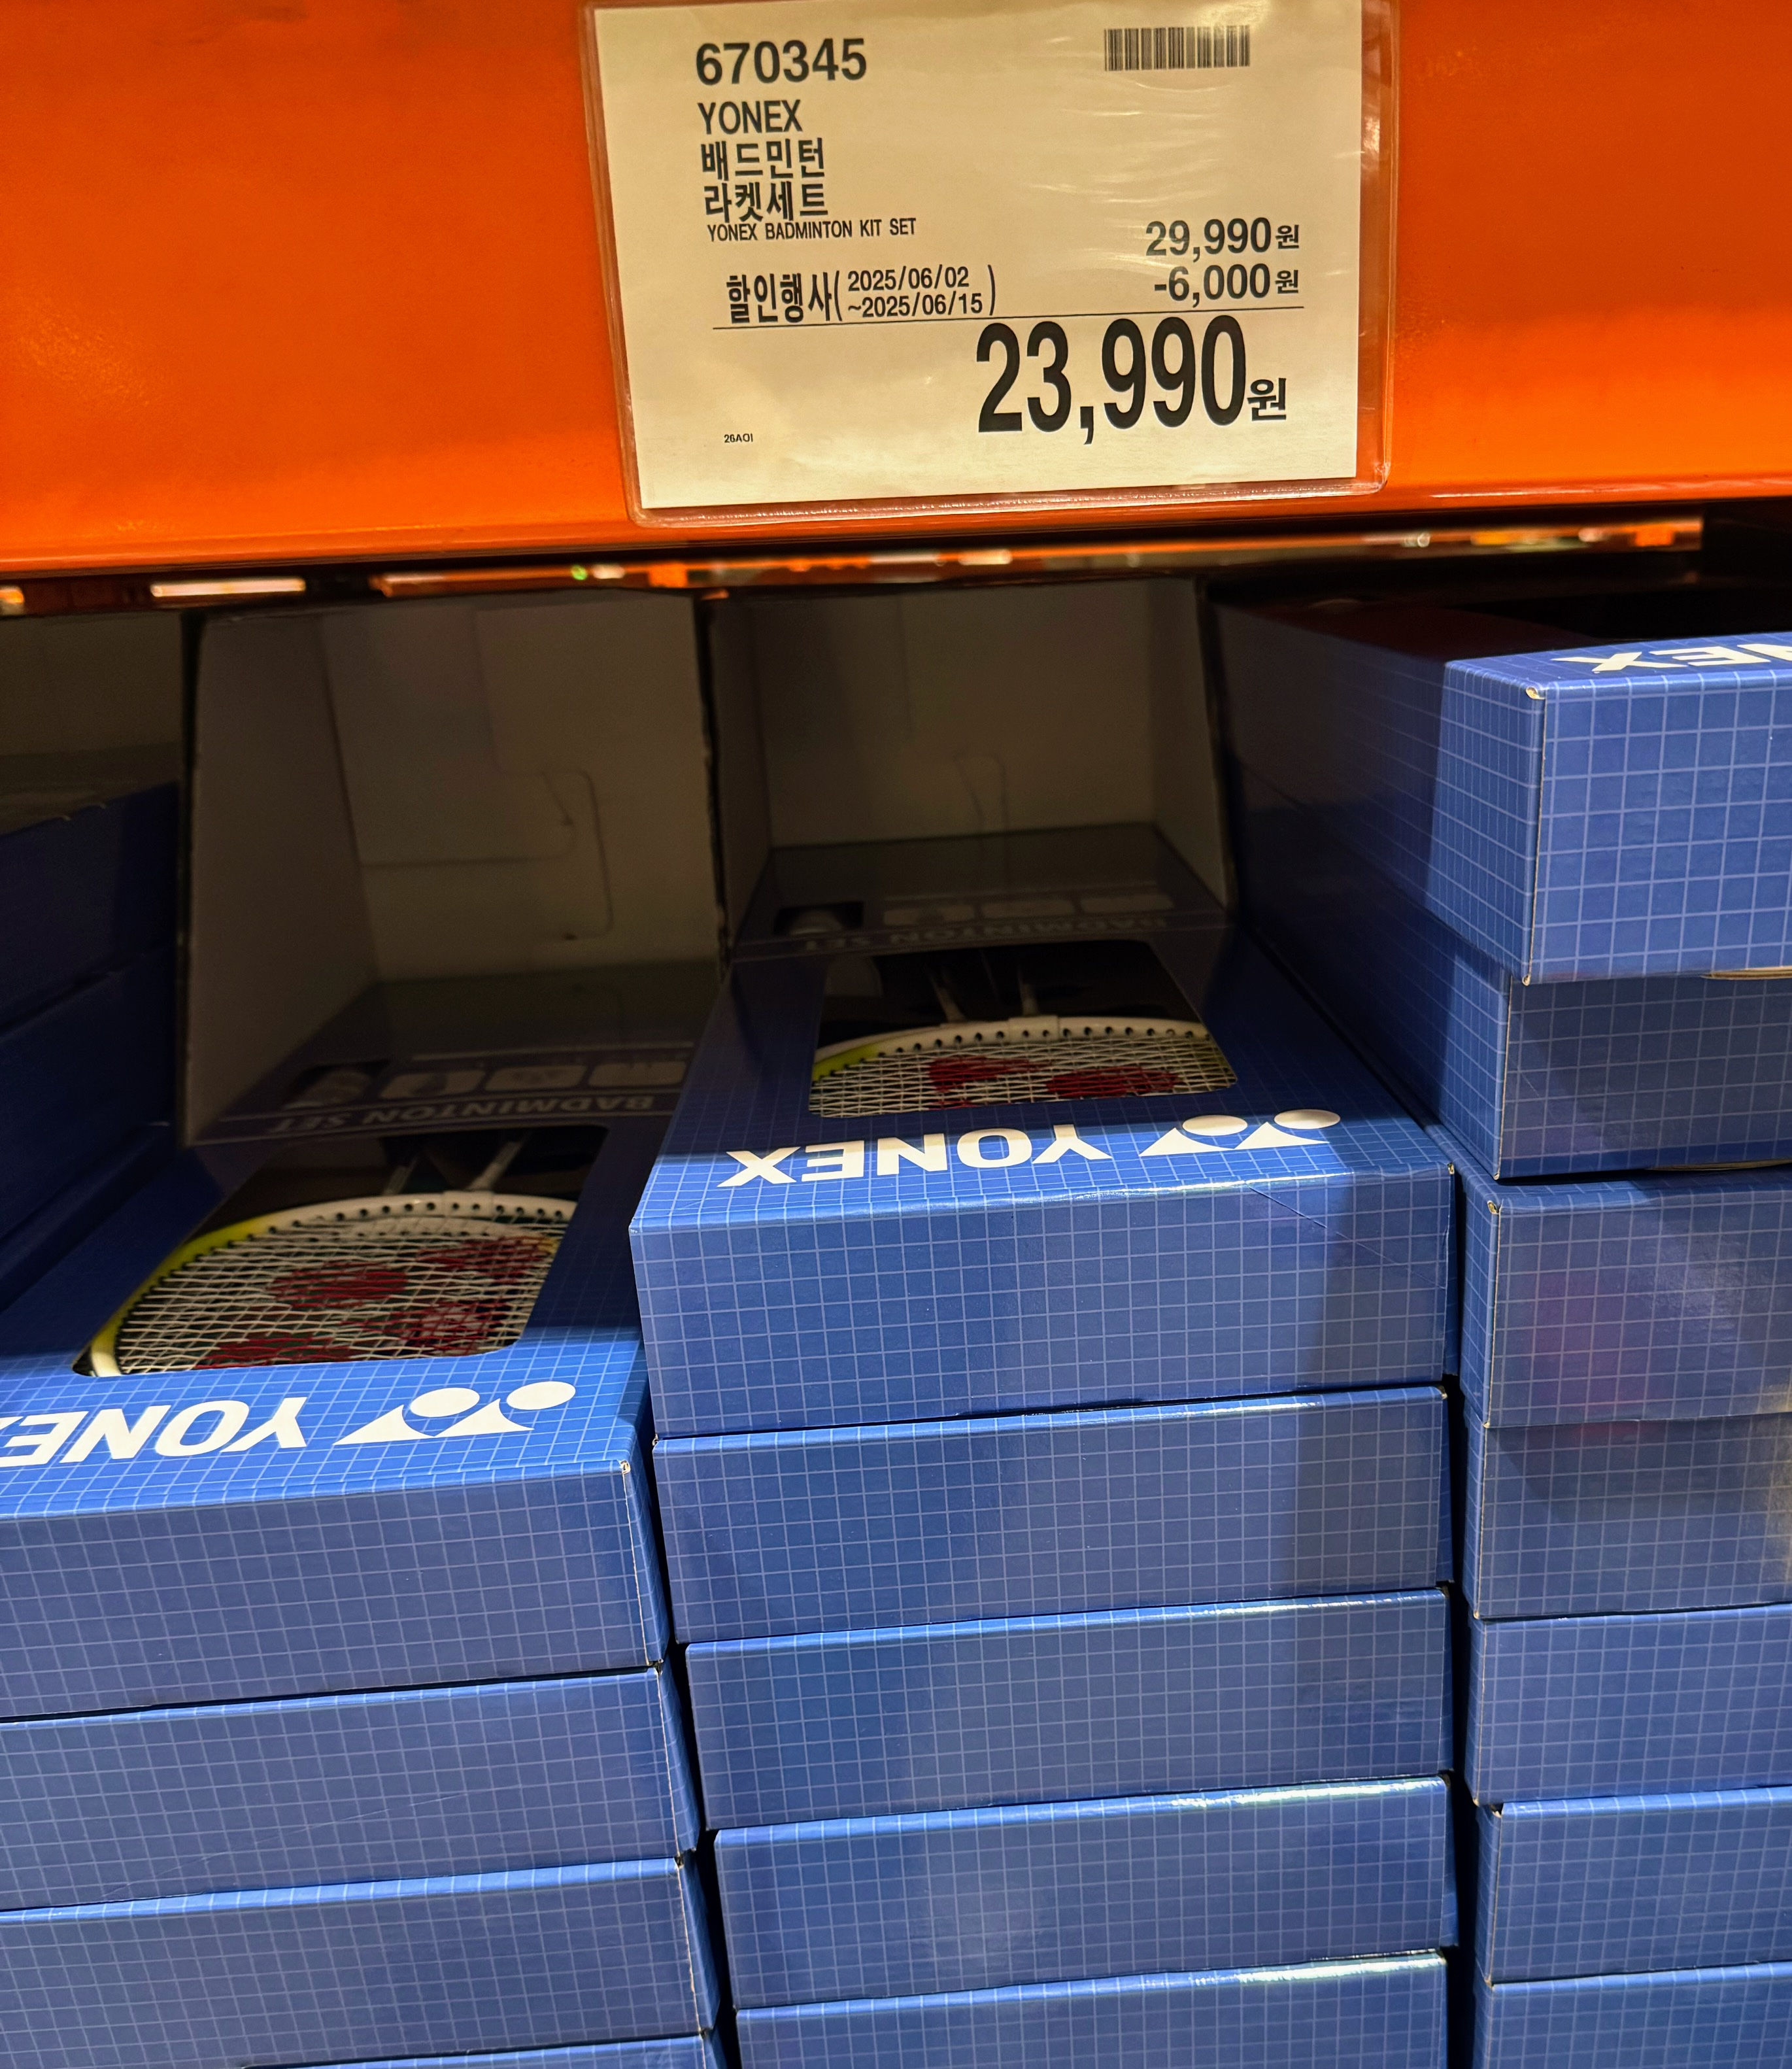 670345
YONEX
배드민턴
라켓세트
YONEX BADMINTON KIT SET
29,990원
할인행사( 2025/06/02
~2025/06/15 )
-6,000원
23,990원
26AOI
NEX
BADMINTON SET
BADMINTON SET
YONEX
YONEX